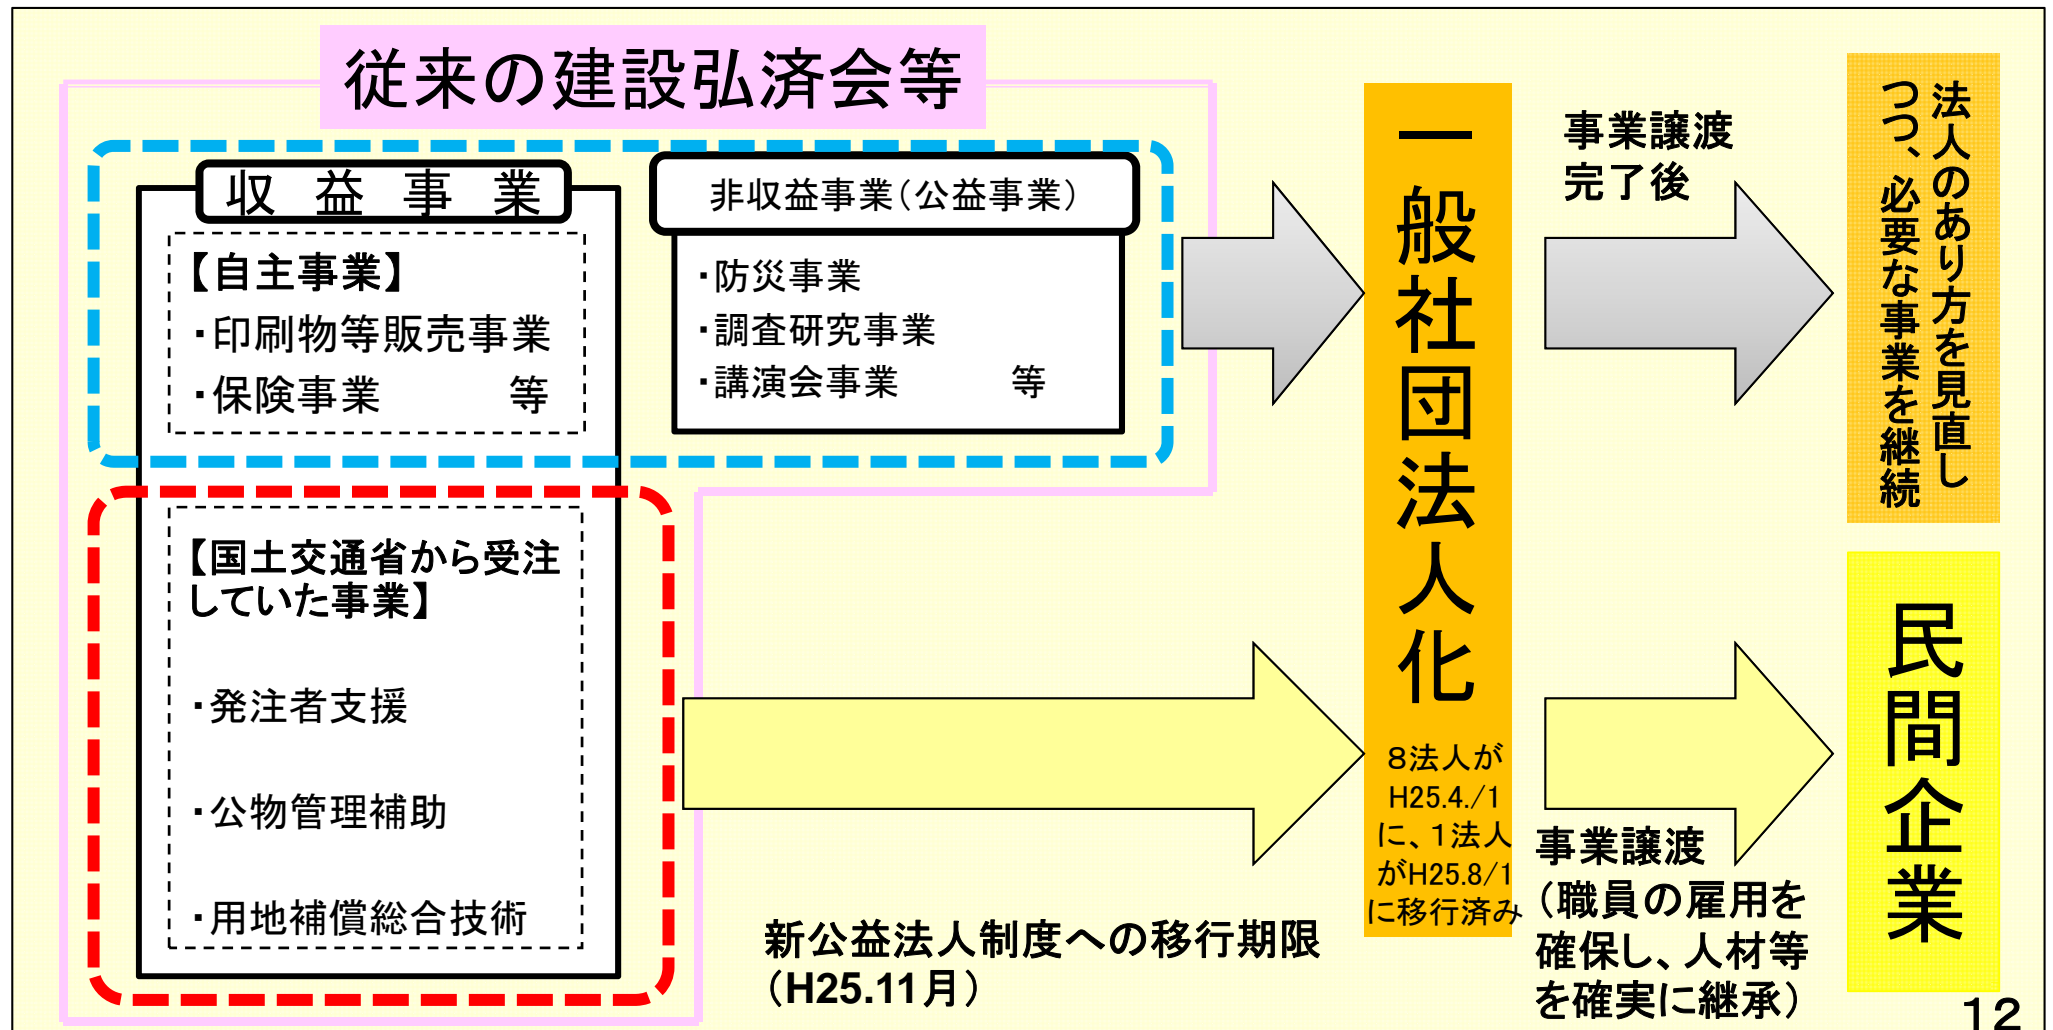 従来の建設弘済会等
収益事業
【自主事業】
・印刷物等販売事業
・保険事業　等
非収益事業(公益事業)
・防災事業
・調査研究事業
・講演会事業　等
【国土交通省から受注
していた事業】
・発注者支援
・公物管理補助
・用地補償総合技術
新公益法人制度への移行期限
(H25.11月)
一般社団法人化
８法人が
H25.4./1
に、１法人
がH25.8/1
に移行済み
事業譲渡
完了後
事業譲渡
(職員の雇用を
確保し、人材等
を確実に継承)
法人のあり方を見直し
つつ、必要な事業を継続
民間企業
12